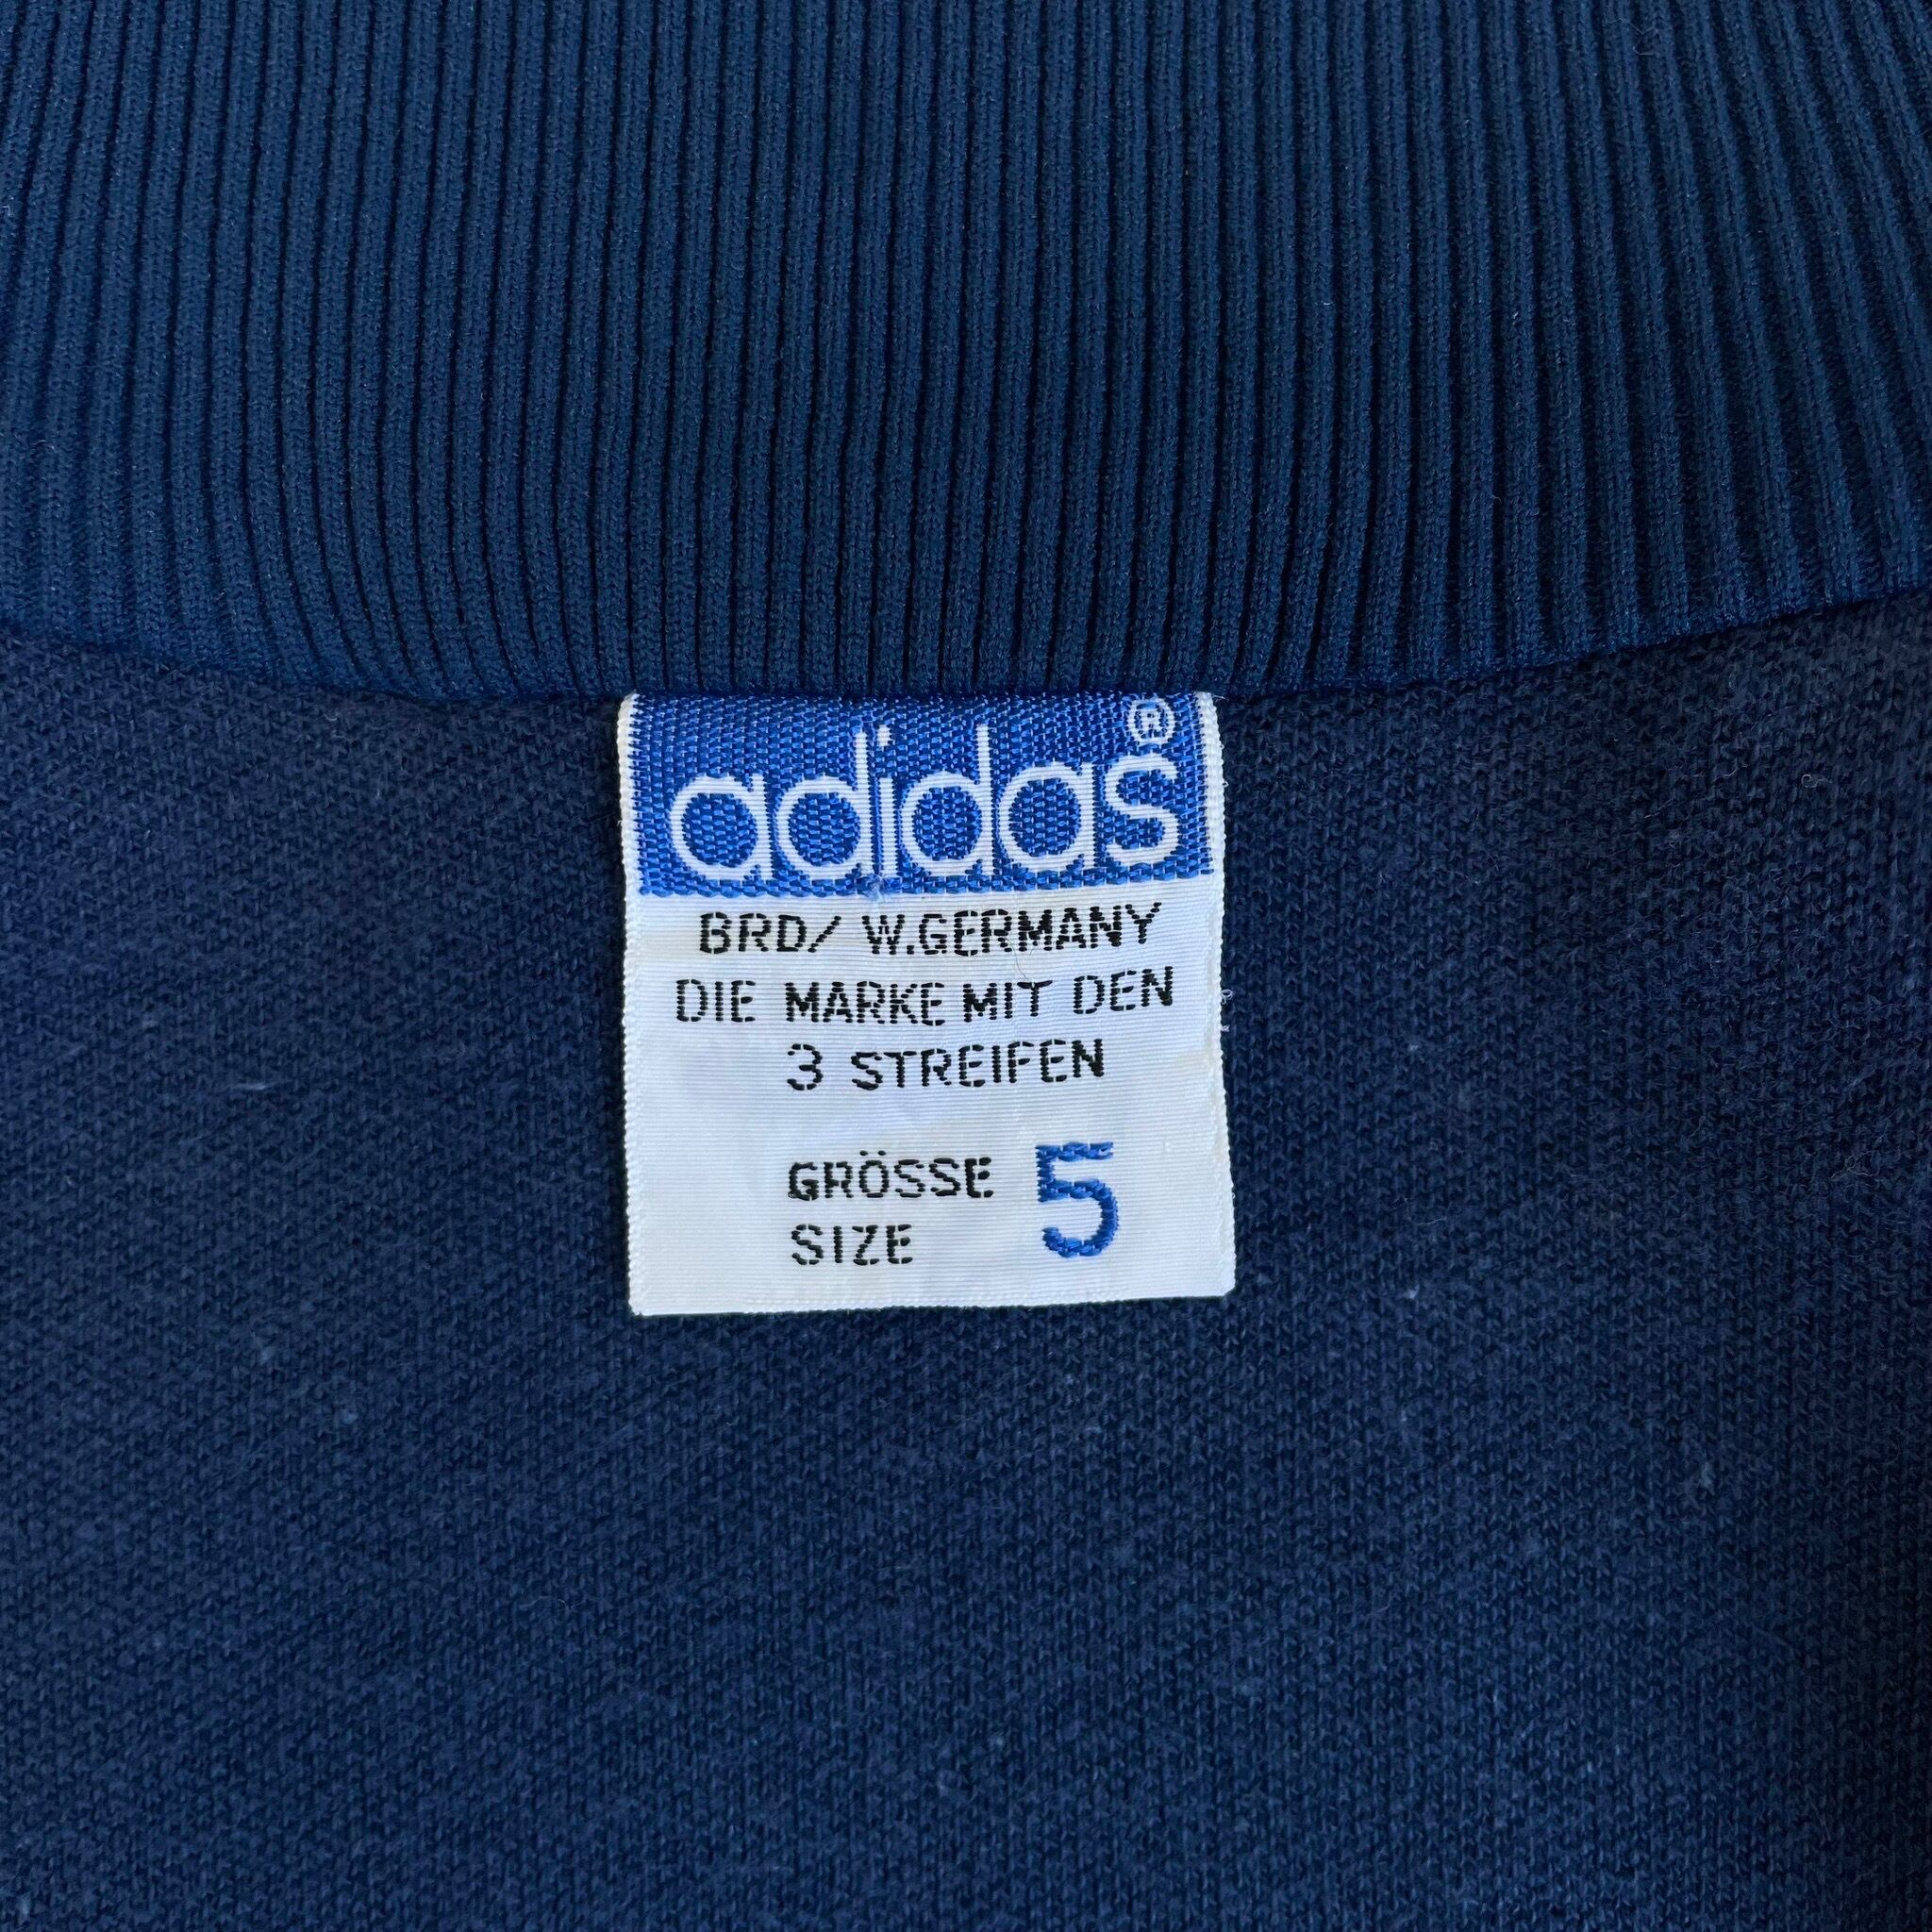 adidas®
BRD/ W.GERMANY
DIE MARKE MIT DEN
3 STREIFEN
GRÖSSE 5
SIZE